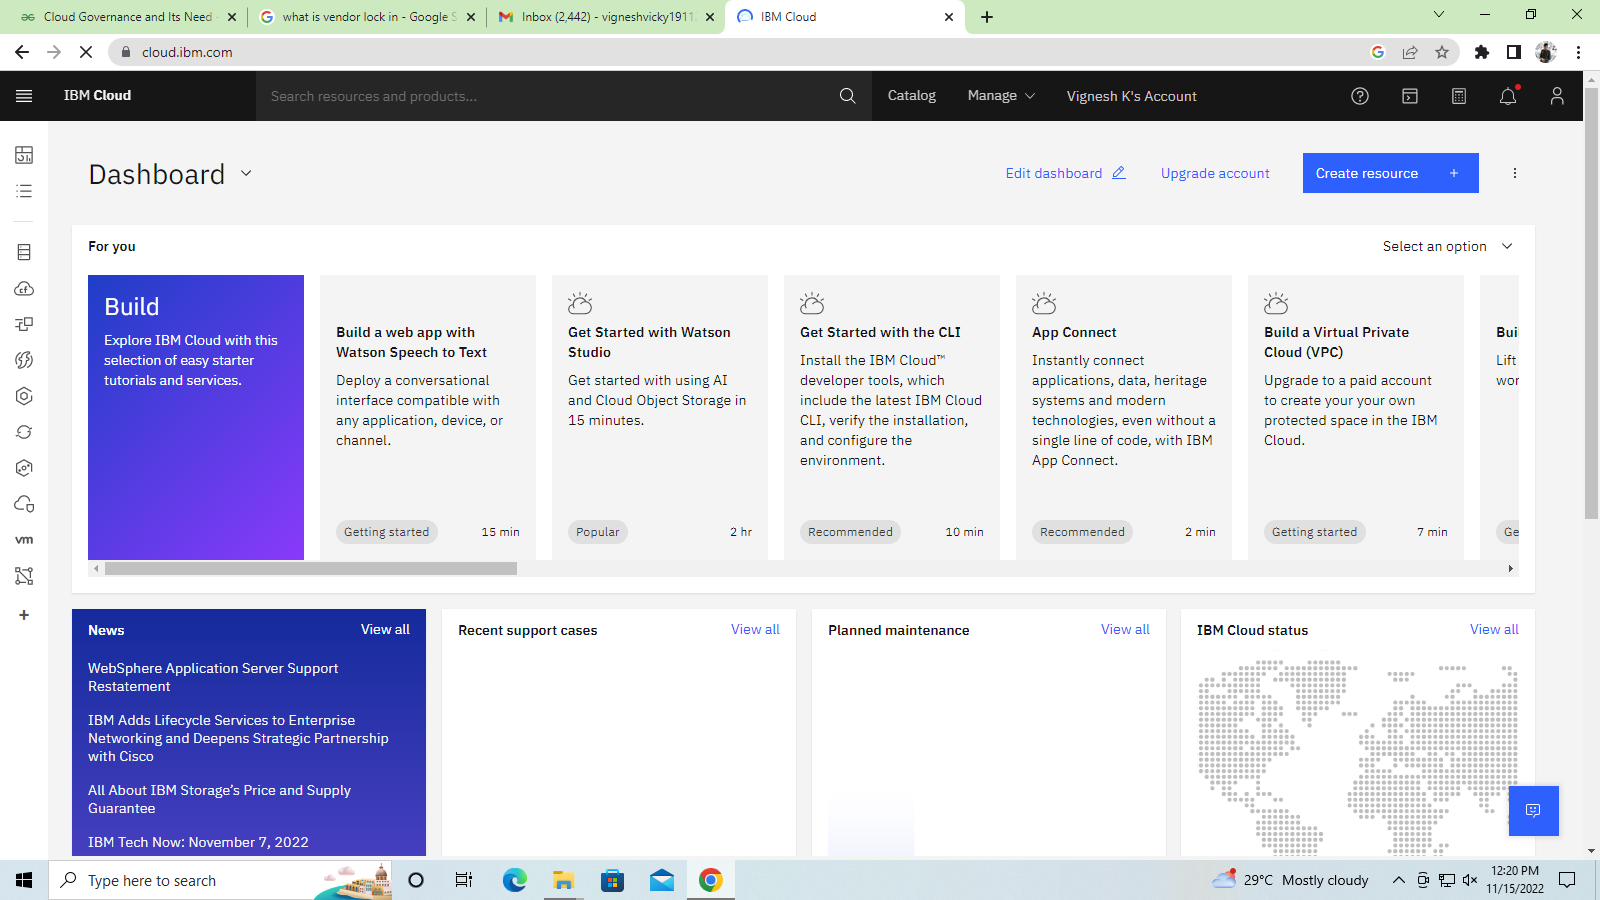 Cloud Governance and Its Need
what is vendor lock in - Google S
Inbox (2,442) - vigneshvicky1911
IBM Cloud
cloud.ibm.com
IBM Cloud
Search resources and products...
Catalog
Manage
Vignesh K's Account
Dashboard
Edit dashboard
Upgrade account
Create resource +
For you
Select an option
Build
Explore IBM Cloud with this
selection of easy starter
tutorials and services.
Build a web app with
Watson Speech to Text
Deploy a conversational
interface compatible with
any application, device, or
channel.
Getting started
15 min
Get Started with Watson
Studio
Get started with using AI
and Cloud Object Storage in
15 minutes.
Popular
2 hr
Get Started with the CLI
Install the IBM Cloud™
developer tools, which
include the latest IBM Cloud
CLI, verify the installation,
and configure the
environment.
Recommended
10 min
App Connect
Instantly connect
applications, data, heritage
systems and modern
technologies, even without a
single line of code, with IBM
App Connect.
Recommended
2 min
Build a Virtual Private
Cloud (VPC)
Upgrade to a paid account
to create your your own
protected space in the IBM
Cloud.
Getting started
7 min
Bui
Lift
wor
Ge
vm
News
View all
WebSphere Application Server Support
Restatement
IBM Adds Lifecycle Services to Enterprise
Networking and Deepens Strategic Partnership
with Cisco
All About IBM Storage's Price and Supply
Guarantee
IBM Tech Now: November 7, 2022
Recent support cases
View all
Planned maintenance
View all
IBM Cloud status
View all
Type here to search
29°C Mostly cloudy
12:20 PM
11/15/2022